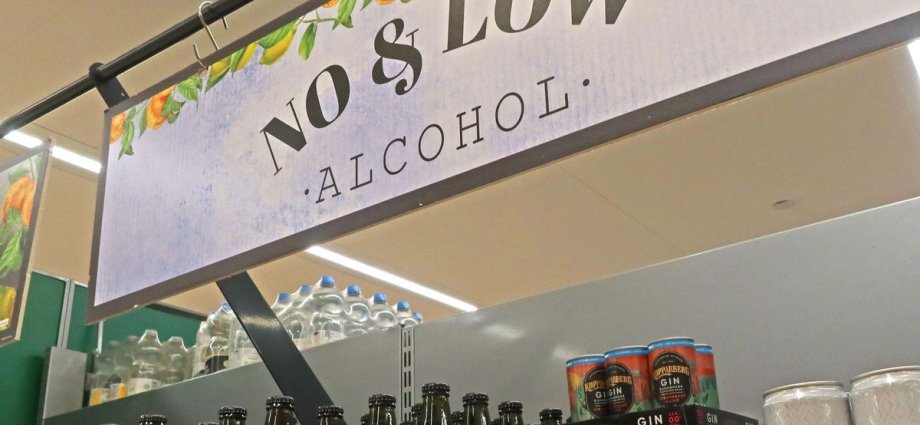 NO & LOW
·ALCOHOL·
KOPPARBERG
GIN
KOPPARBERG
GIN
GIN